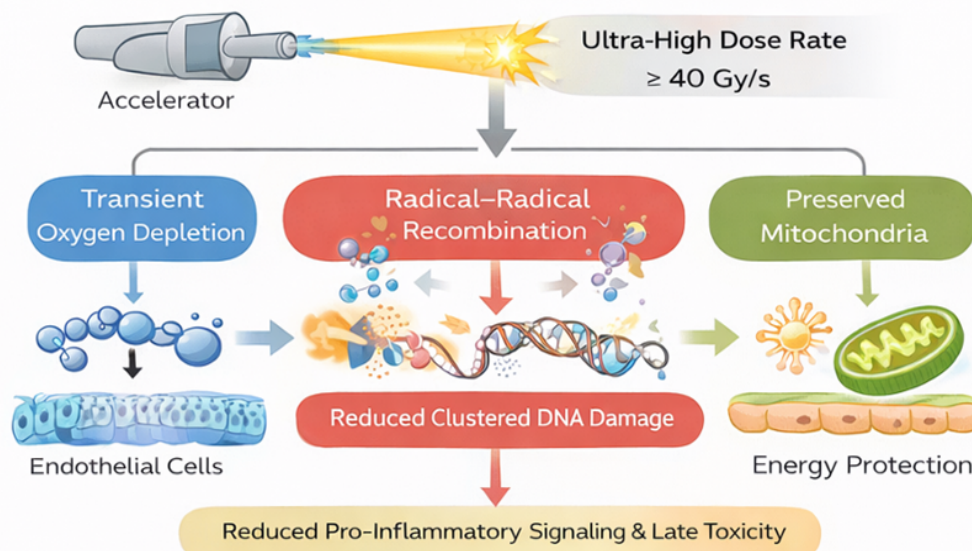 Ultra-High Dose Rate
≥ 40 Gy/s
Accelerator
Transient
Oxygen Depletion
Radical–Radical
Recombination
Preserved
Mitochondria
Reduced Clustered DNA Damage
Endothelial Cells
Energy Protection
Reduced Pro-Inflammatory Signaling & Late Toxicity